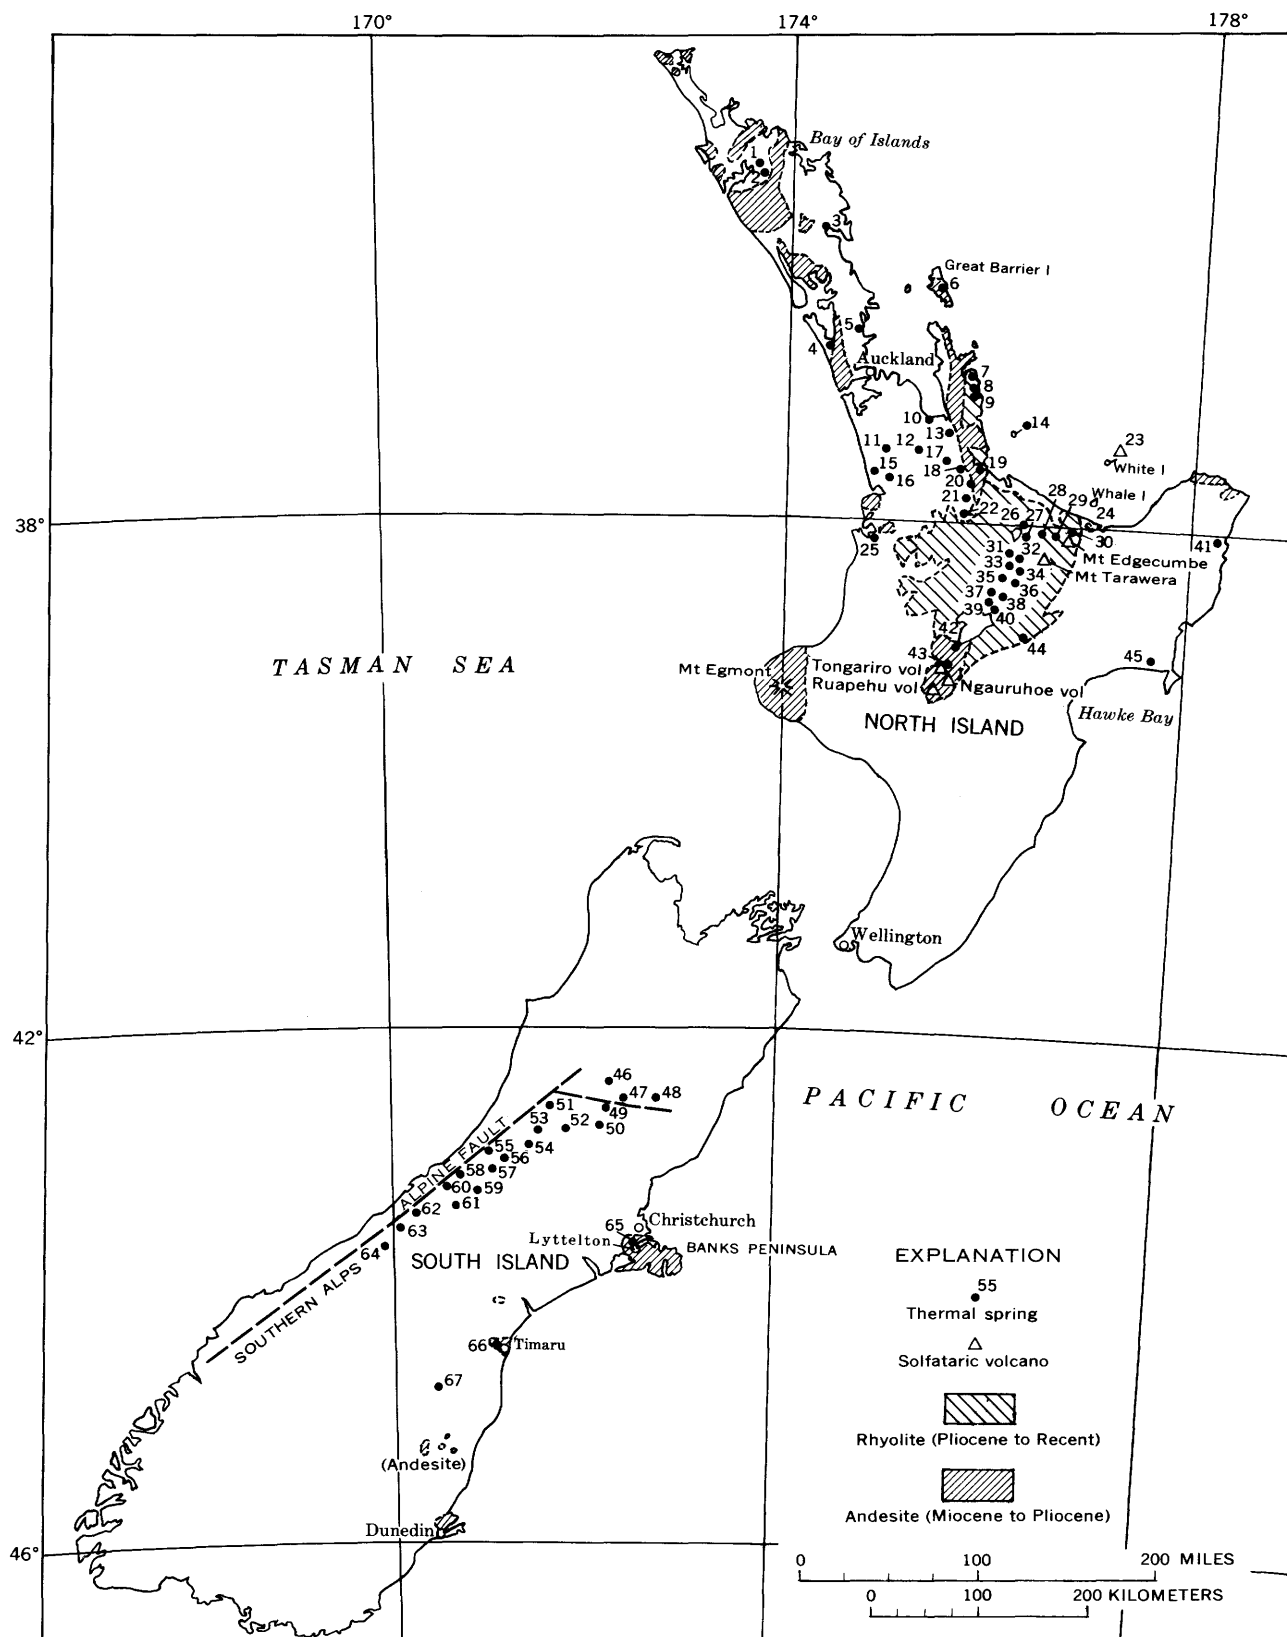 170°
174°
178°
Bay of Islands
1
3
Great Barrier I
6
5
4
Auckland
7
8
9
10
14
13
11
12
23
17
White I
15
18
19
16
20
28
Whale I
21
29
22
26
27
24
38°
30
25
31
32
41
Mt Edgecumbe
33
Mt Tarawera
35
34
36
37
38
39
40
42
44
43
45
TASMAN SEA
Mt Egmont
Tongariro vol
Ruapehu vol
Ngauruhoe vol
Hawke Bay
NORTH ISLAND
Wellington
42°
46
47
48
PACIFIC OCEAN
51
49
52
50
53
ALPINE FAULT
54
55
56
57
58
60
59
61
62
63
64
65
Christchurch
Lyttelton
BANKS PENINSULA
SOUTH ISLAND
SOUTHERN ALPS
EXPLANATION
55
Thermal spring
66
Timaru
Solfataric volcano
67
Rhyolite (Pliocene to Recent)
(Andesite)
Andesite (Miocene to Pliocene)
Dunedin
46°
0 100 200 MILES
0 100 200 KILOMETERS